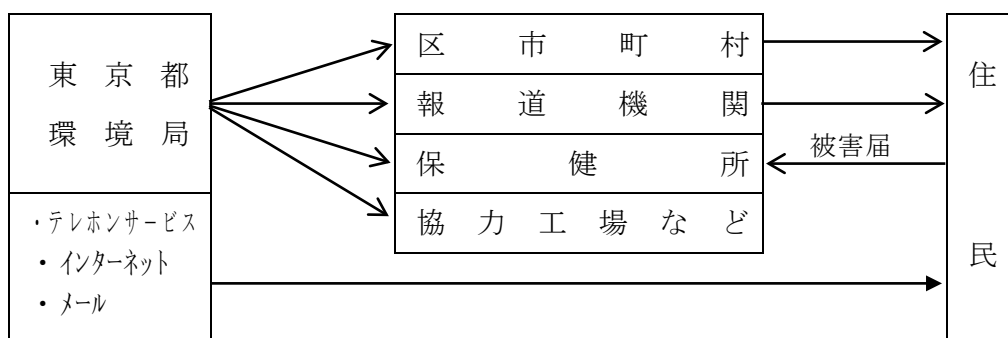 東京都
環境局
・テレホンサービス
・インターネット
・メール
区市町村
報道機関
保健所
協力工場など
被害届
住民